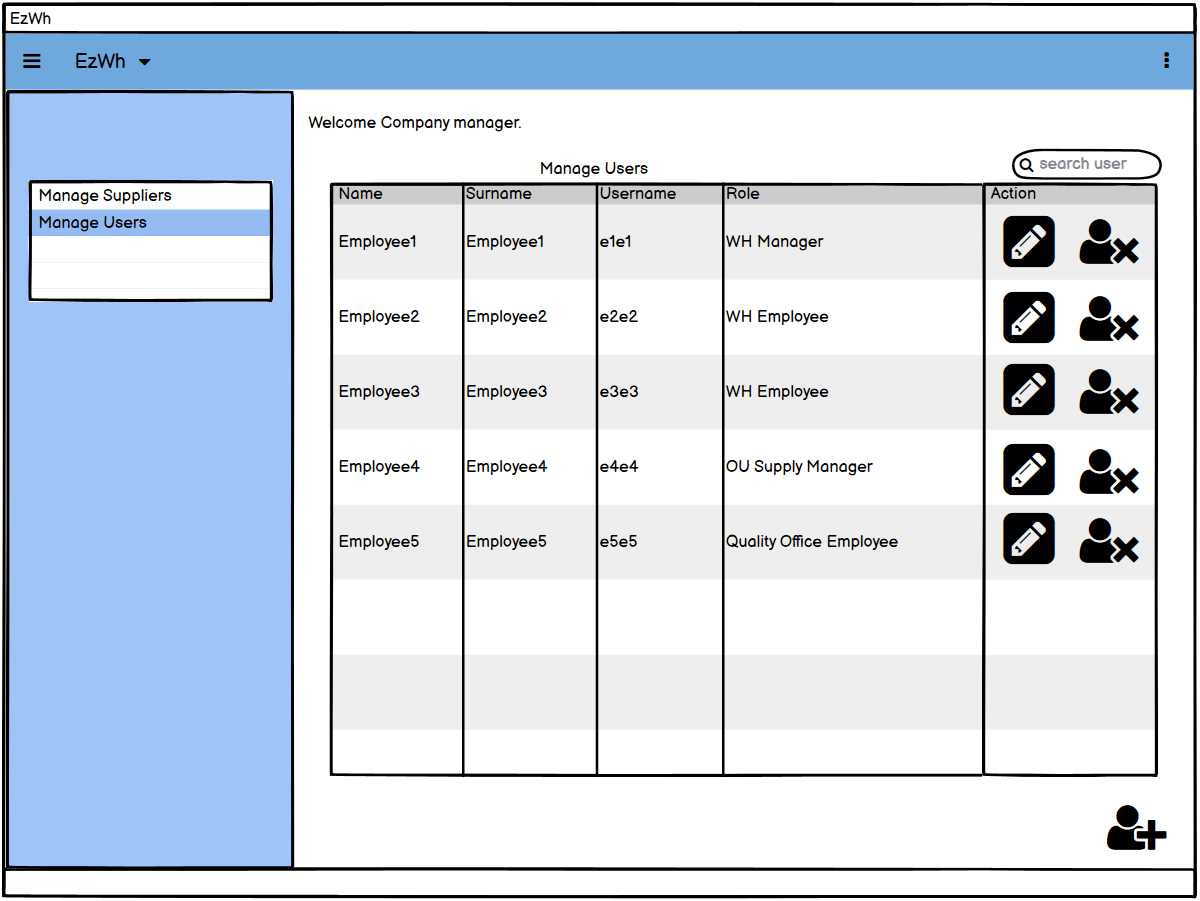 EzWh
EzWh
Welcome Company manager.
Manage Users
search user
Manage Suppliers
Manage Users
Name Surname Username Role Action
Employee1 Employee1 e1e1 WH Manager
Employee2 Employee2 e2e2 WH Employee
Employee3 Employee3 e3e3 WH Employee
Employee4 Employee4 e4e4 OU Supply Manager
Employee5 Employee5 e5e5 Quality Office Employee